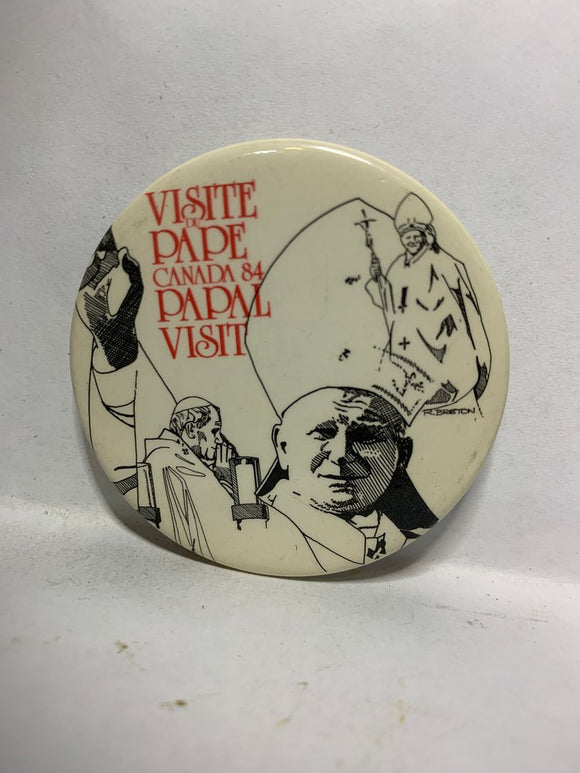 VISITE
DU
PAPE
CANADA 84
PAPAL
VISIT
R. BRETON